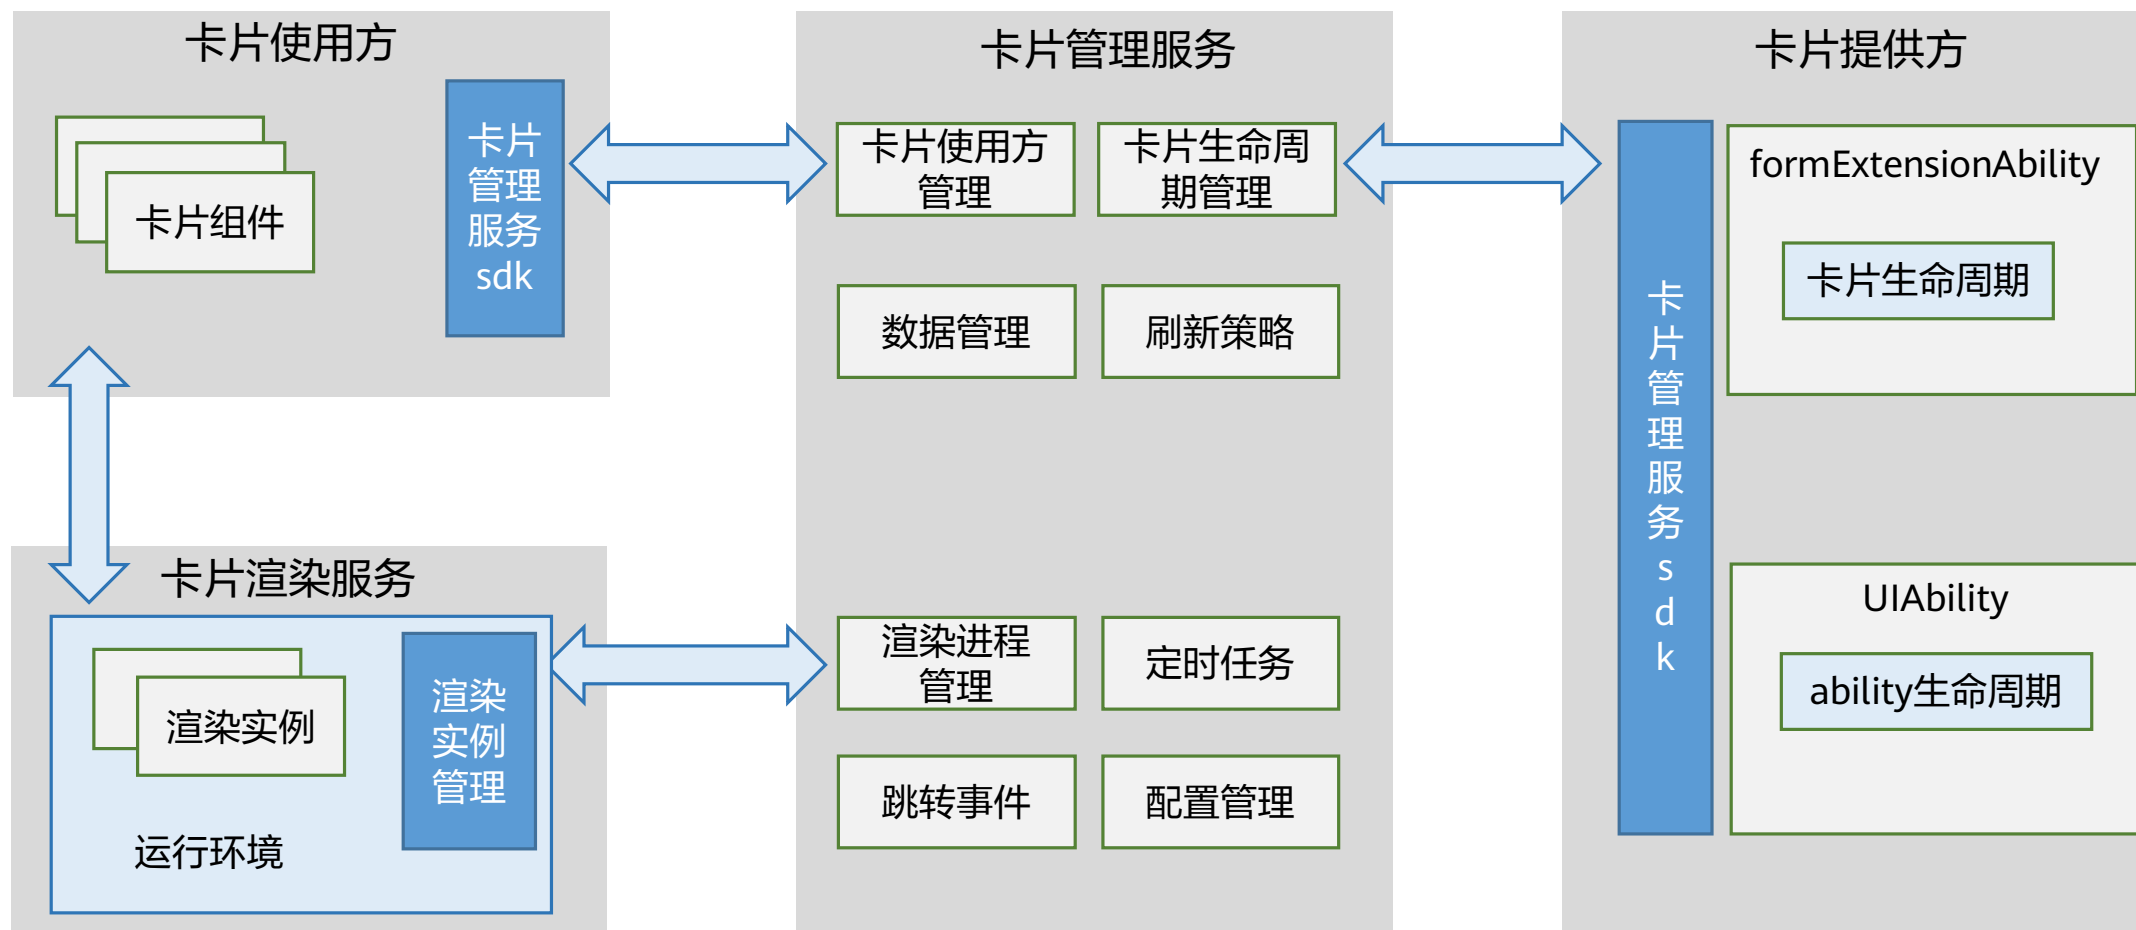 卡片使用方
卡片组件
卡片
管理
服务
sdk
卡片渲染服务
渲染实例
运行环境
渲染
实例
管理
卡片管理服务
卡片使用方
管理
卡片生命周
期管理
数据管理
刷新策略
渲染进程
管理
定时任务
跳转事件
配置管理
卡片提供方
卡
片
管
理
服
务
s
d
k
formExtensionAbility
卡片生命周期
UIAbility
ability生命周期